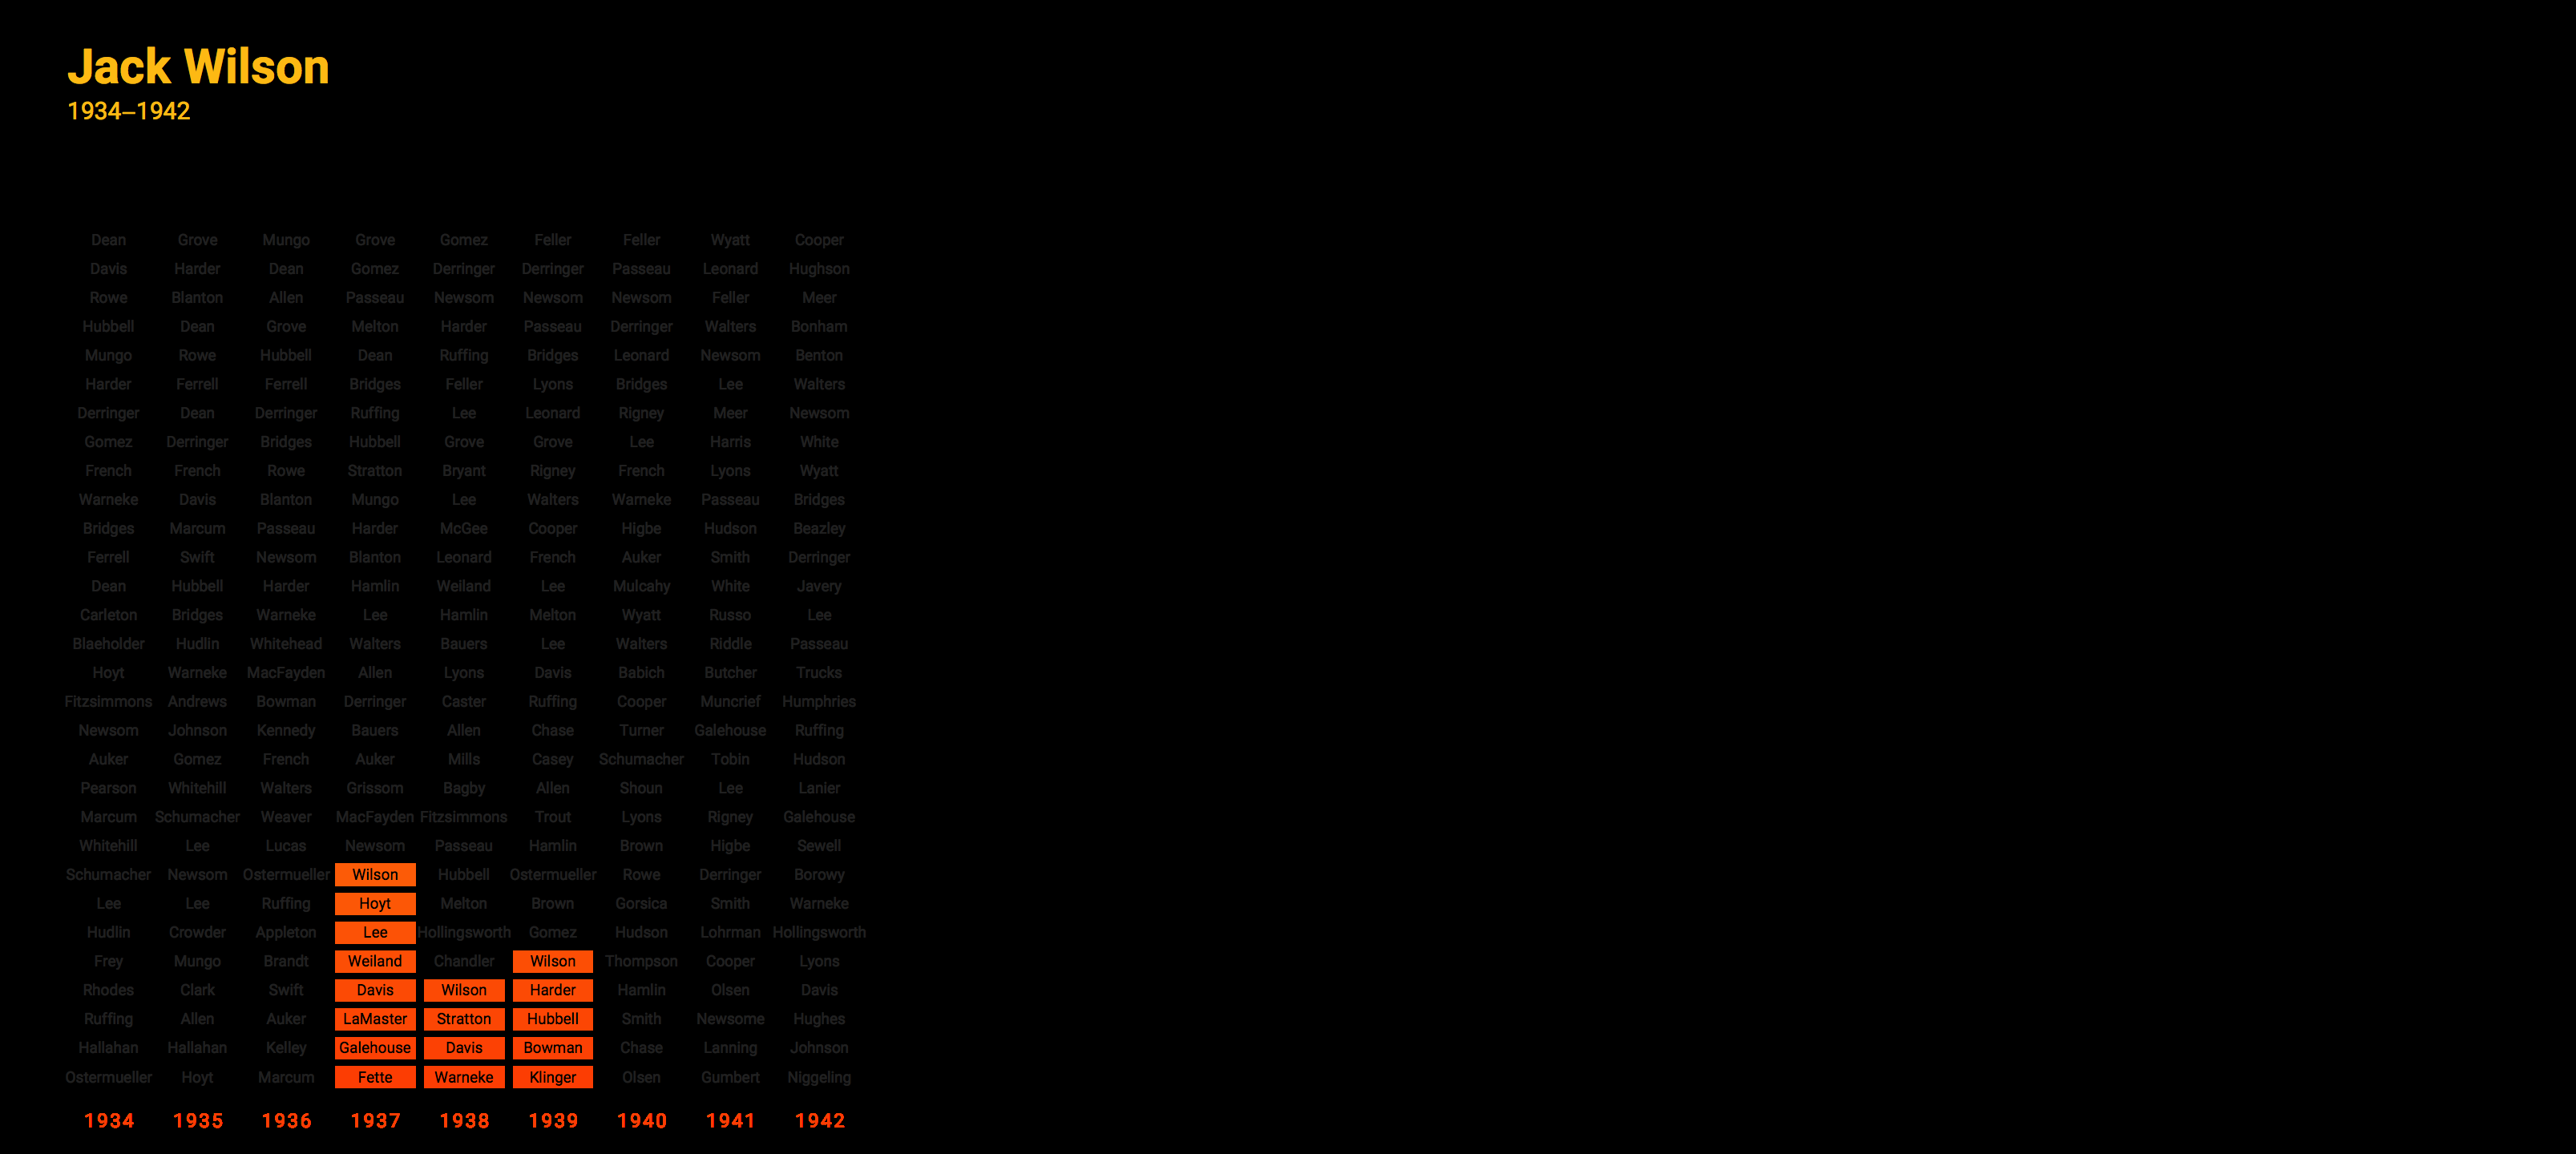 Jack Wilson
1934–1942
Dean Grove Mungo Grove Gomez Feller Feller Wyatt Cooper
Davis Harder Dean Gomez Derringer Derringer Passeau Leonard Hughson
Rowe Blanton Allen Passeau Newsom Newsom Newsom Feller Meer
Hubbell Dean Grove Melton Harder Passeau Derringer Walters Bonham
Mungo Rowe Hubbell Dean Ruffing Bridges Leonard Newsom Benton
Harder Ferrell Ferrell Bridges Feller Lyons Bridges Lee Walters
Derringer Dean Derringer Ruffing Lee Leonard Rigney Meer Newsom
Gomez Derringer Bridges Hubbell Grove Grove Lee Harris White
French French Rowe Stratton Bryant Rigney French Lyons Wyatt
Warneke Davis Blanton Mungo Lee Walters Warneke Passeau Bridges
Bridges Marcum Passeau Harder McGee Cooper Higbe Hudson Beazley
Ferrell Swift Newsom Blanton Leonard French Auker Smith Derringer
Dean Hubbell Harder Hamlin Weiland Lee Mulcahy White Javery
Carleton Bridges Warneke Lee Hamlin Melton Wyatt Russo Lee
Blaeholder Hudlin Whitehead Walters Bauers Lee Walters Riddle Passeau
Hoyt Warneke MacFayden Allen Lyons Davis Babich Butcher Trucks
Fitzsimmons Andrews Bowman Derringer Caster Ruffing Cooper Muncrief Humphries
Newsom Johnson Kennedy Bauers Allen Chase Turner Galehouse Ruffing
Auker Gomez French Auker Mills Casey Schumacher Tobin Hudson
Pearson Whitehill Walters Grissom Bagby Allen Shoun Lee Lanier
Marcum Schumacher Weaver MacFayden Fitzsimmons Trout Lyons Rigney Galehouse
Whitehill Lee Lucas Newsom Passeau Hamlin Brown Higbe Sewell
Schumacher Newsom Ostermueller Wilson Hubbell Ostermueller Rowe Derringer Borowy
Lee Lee Ruffing Hoyt Melton Brown Gorsica Smith Warneke
Hudlin Crowder Appleton Lee Hollingsworth Gomez Hudson Lohrman Hollingsworth
Frey Mungo Brandt Weiland Chandler Wilson Thompson Cooper Lyons
Rhodes Clark Swift Davis Wilson Harder Hamlin Olsen Davis
Ruffing Allen Auker LaMaster Stratton Hubbell Smith Newsome Hughes
Hallahan Hallahan Kelley Galehouse Davis Bowman Chase Lanning Johnson
Ostermueller Hoyt Marcum Fette Warneke Klinger Olsen Gumbert Niggeling
1934 1935 1936 1937 1938 1939 1940 1941 1942